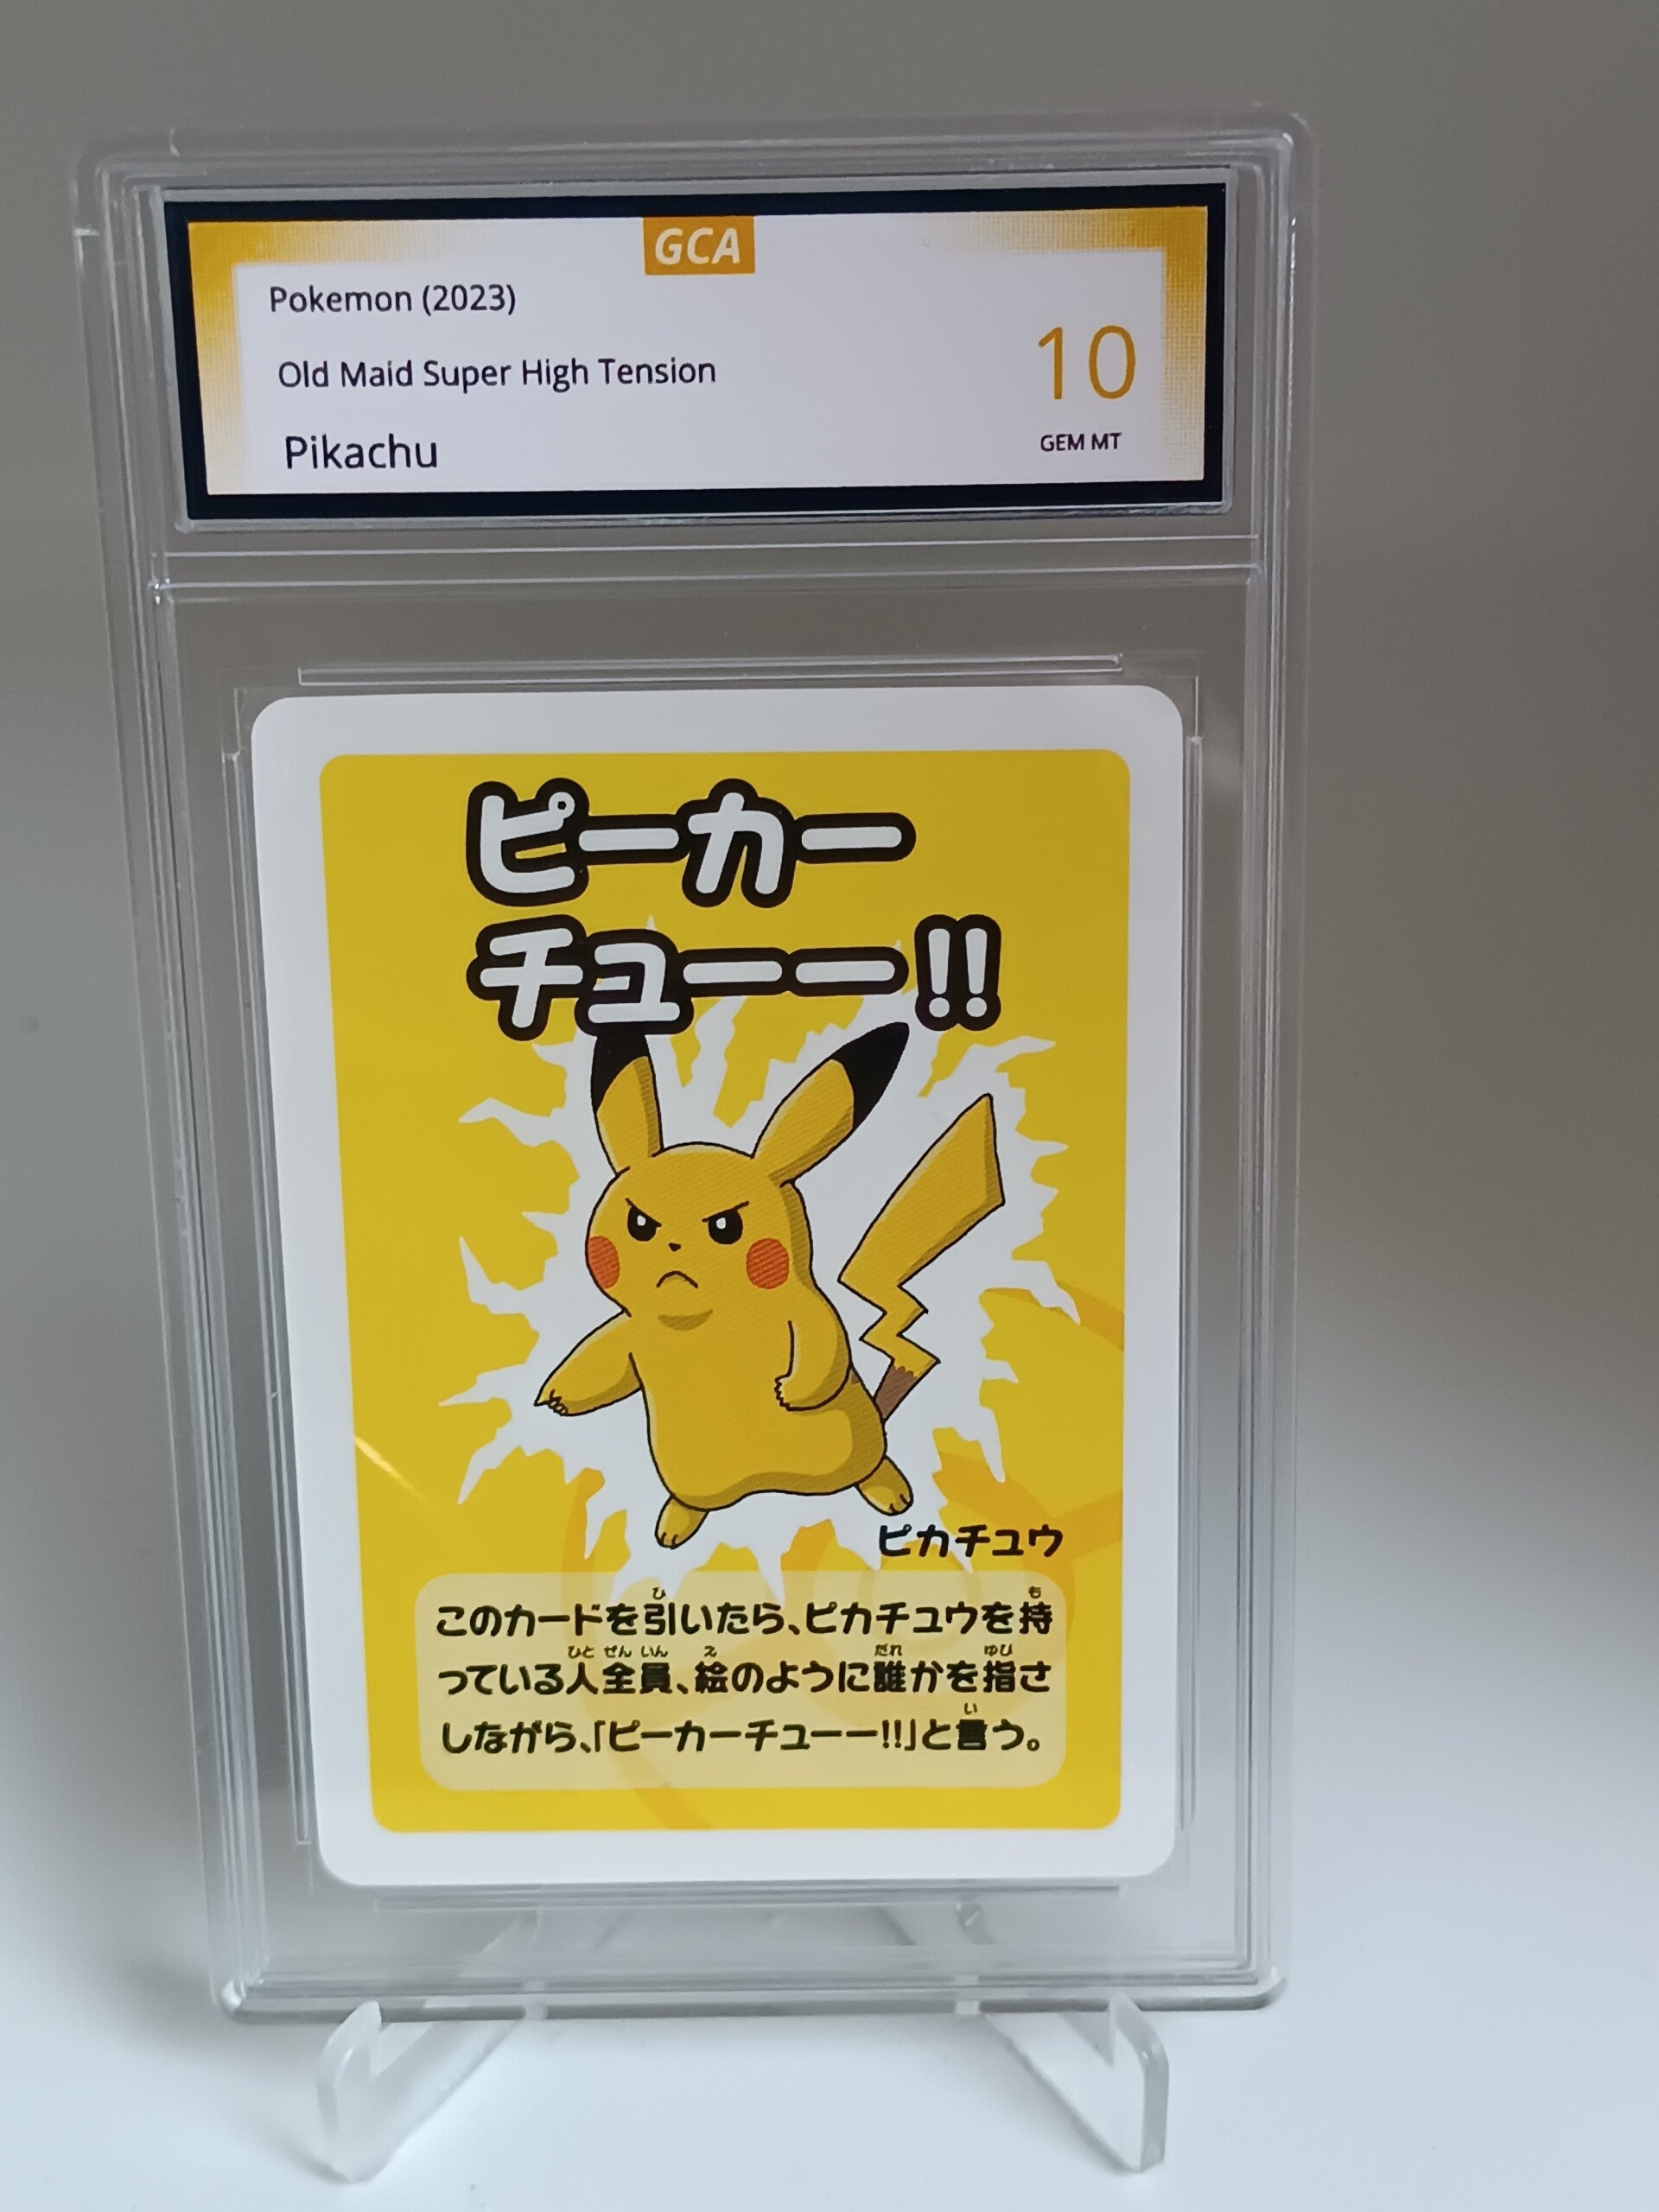 GCA
Pokemon (2023)
Old Maid Super High Tension
Pikachu
10
GEM MT
ピーカー
チューーー!!
ピカチュウ
このカードを引いたら、ピカチュウを持
っている人全員、絵のように誰かを指さ
しながら、「ピーカーチューーー!!」と言う。